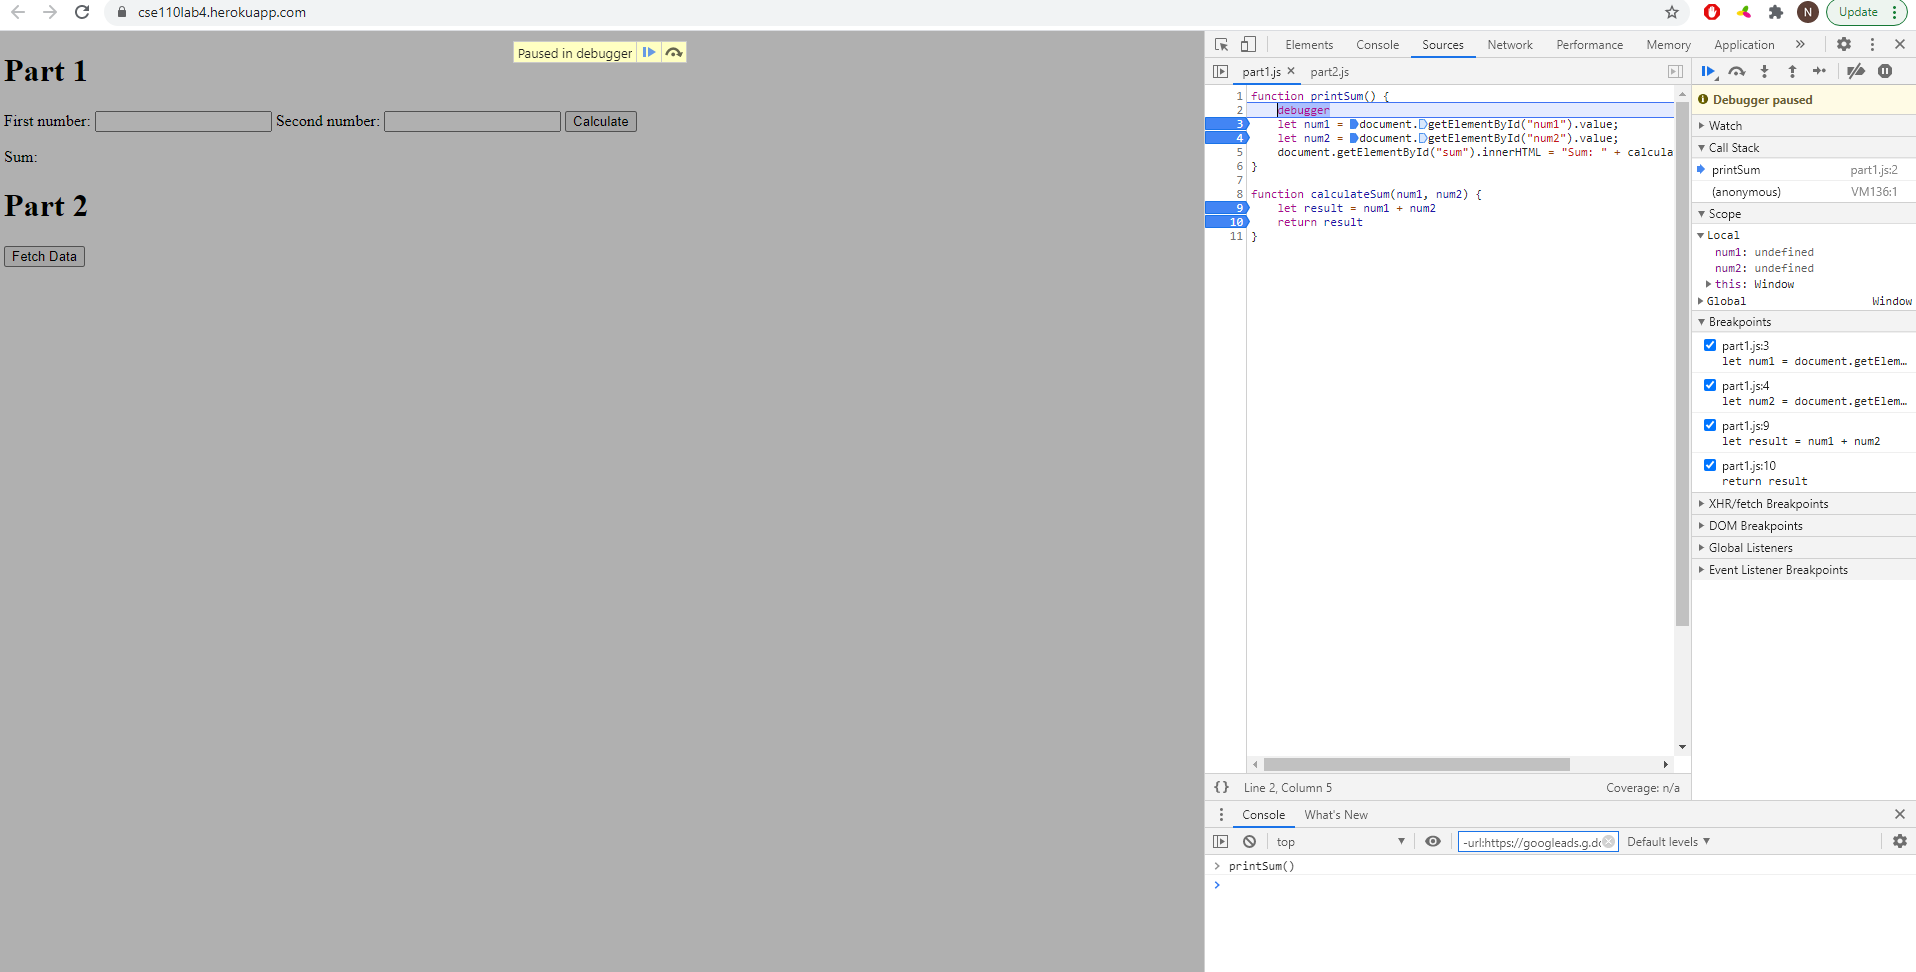 cse110lab4.herokuapp.com
N
Update
Paused in debugger
Part 1
First number: Second number: Calculate
Sum:
Part 2
Fetch Data
Elements Console Sources Network Performance Memory Application »
part1.js × part2.js
1 function printSum() {
2 debugger
3 let num1 = document.getElementById("num1").value;
4 let num2 = document.getElementById("num2").value;
5 document.getElementById("sum").innerHTML = "Sum: " + calcula
6 }
7
8 function calculateSum(num1, num2) {
9 let result = num1 + num2
10 return result
11 }
{} Line 2, Column 5 Coverage: n/a
Debugger paused
Watch
Call Stack
printSum part1.js:2
(anonymous) VM136:1
Scope
Local
num1: undefined
num2: undefined
this: Window
Global Window
Breakpoints
part1.js:3
let num1 = document.getElem…
part1.js:4
let num2 = document.getElem…
part1.js:9
let result = num1 + num2
part1.js:10
return result
XHR/fetch Breakpoints
DOM Breakpoints
Global Listeners
Event Listener Breakpoints
Console What's New
top -url:https://googleads.g.do Default levels
> printSum()
>